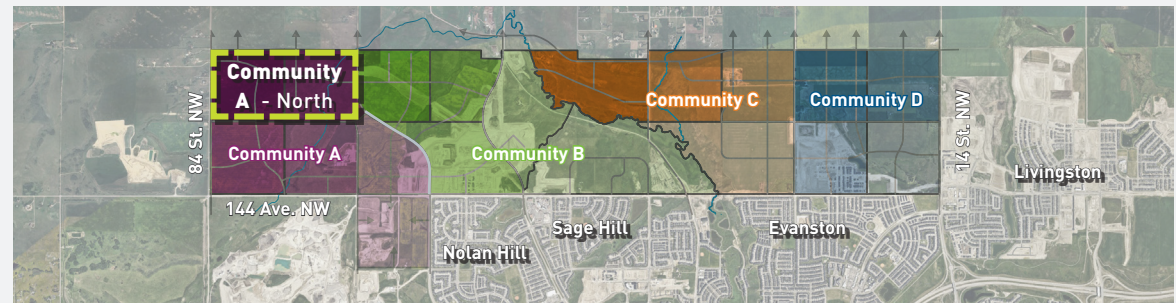 Community
A - North
84 St. NW
Community A
144 Ave. NW
Community B
Community C
Community D
14 St. NW
Livingston
Nolan Hill
Sage Hill
Evanston